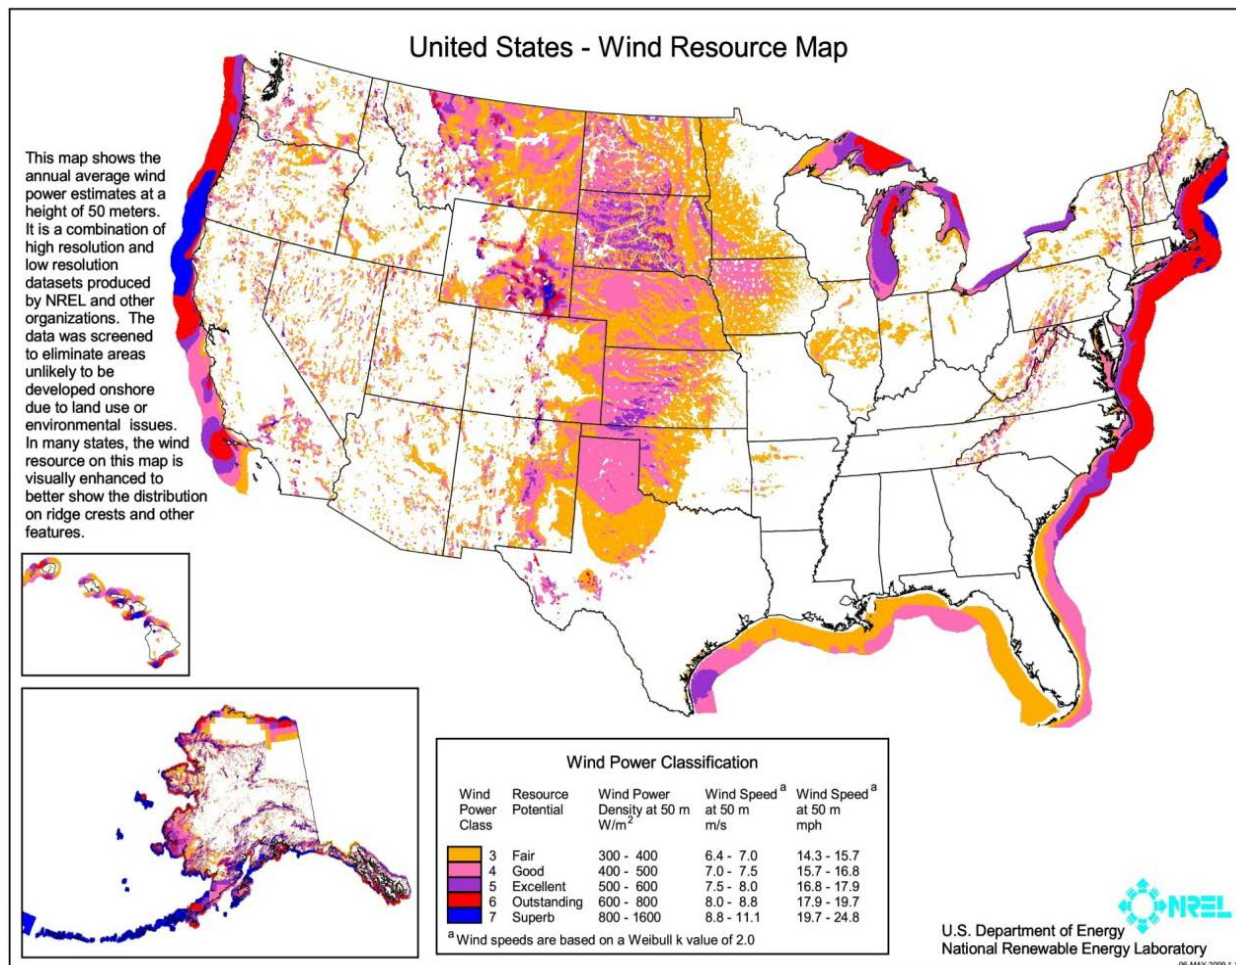 United States - Wind Resource Map
This map shows the
annual average wind
power estimates at a
height of 50 meters.
It is a combination of
high resolution and
low resolution
datasets produced
by NREL and other
organizations. The
data was screened
to eliminate areas
unlikely to be
developed onshore
due to land use or
environmental issues.
In many states, the wind
resource on this map is
visually enhanced to
better show the distribution
on ridge crests and other
features.
Wind Power Classification
Wind Resource Wind Power Wind Speed a Wind Speed a
Power Potential Density at 50 m at 50 m at 50 m
Class W/m2 m/s mph
3 Fair 300 - 400 6.4 - 7.0 14.3 - 15.7
4 Good 400 - 500 7.0 - 7.5 15.7 - 16.8
5 Excellent 500 - 600 7.5 - 8.0 16.8 - 17.9
6 Outstanding 600 - 800 8.0 - 8.8 17.9 - 19.7
7 Superb 800 - 1600 8.8 - 11.1 19.7 - 24.8
a Wind speeds are based on a Weibull k value of 2.0
NREL
U.S. Department of Energy
National Renewable Energy Laboratory